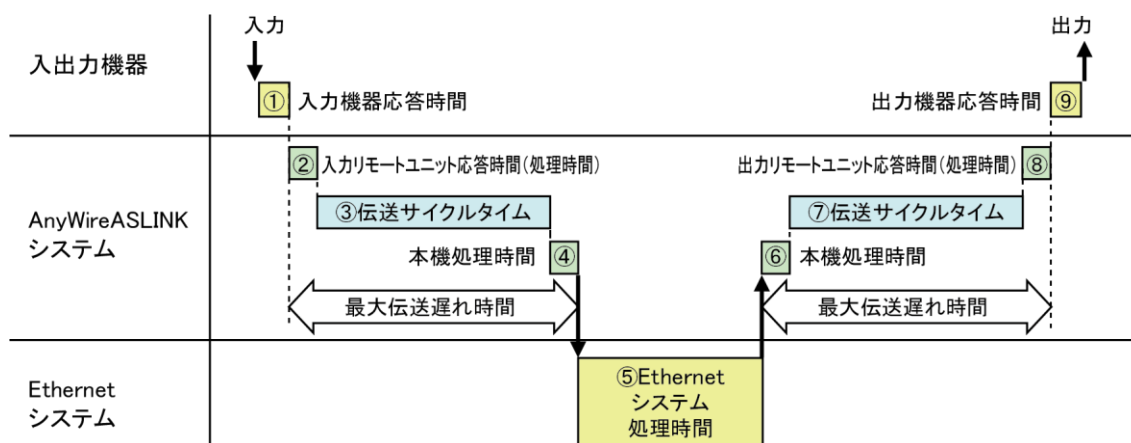 入力
出力
入出力機器
①
入力機器応答時間
出力機器応答時間
⑨
②
入力リモートユニット応答時間(処理時間)
出力リモートユニット応答時間(処理時間)
⑧
AnyWireASLINK
システム
③伝送サイクルタイム
⑦伝送サイクルタイム
本機処理時間
④
⑥
本機処理時間
最大伝送遅れ時間
最大伝送遅れ時間
Ethernet
システム
⑤Ethernet
システム
処理時間